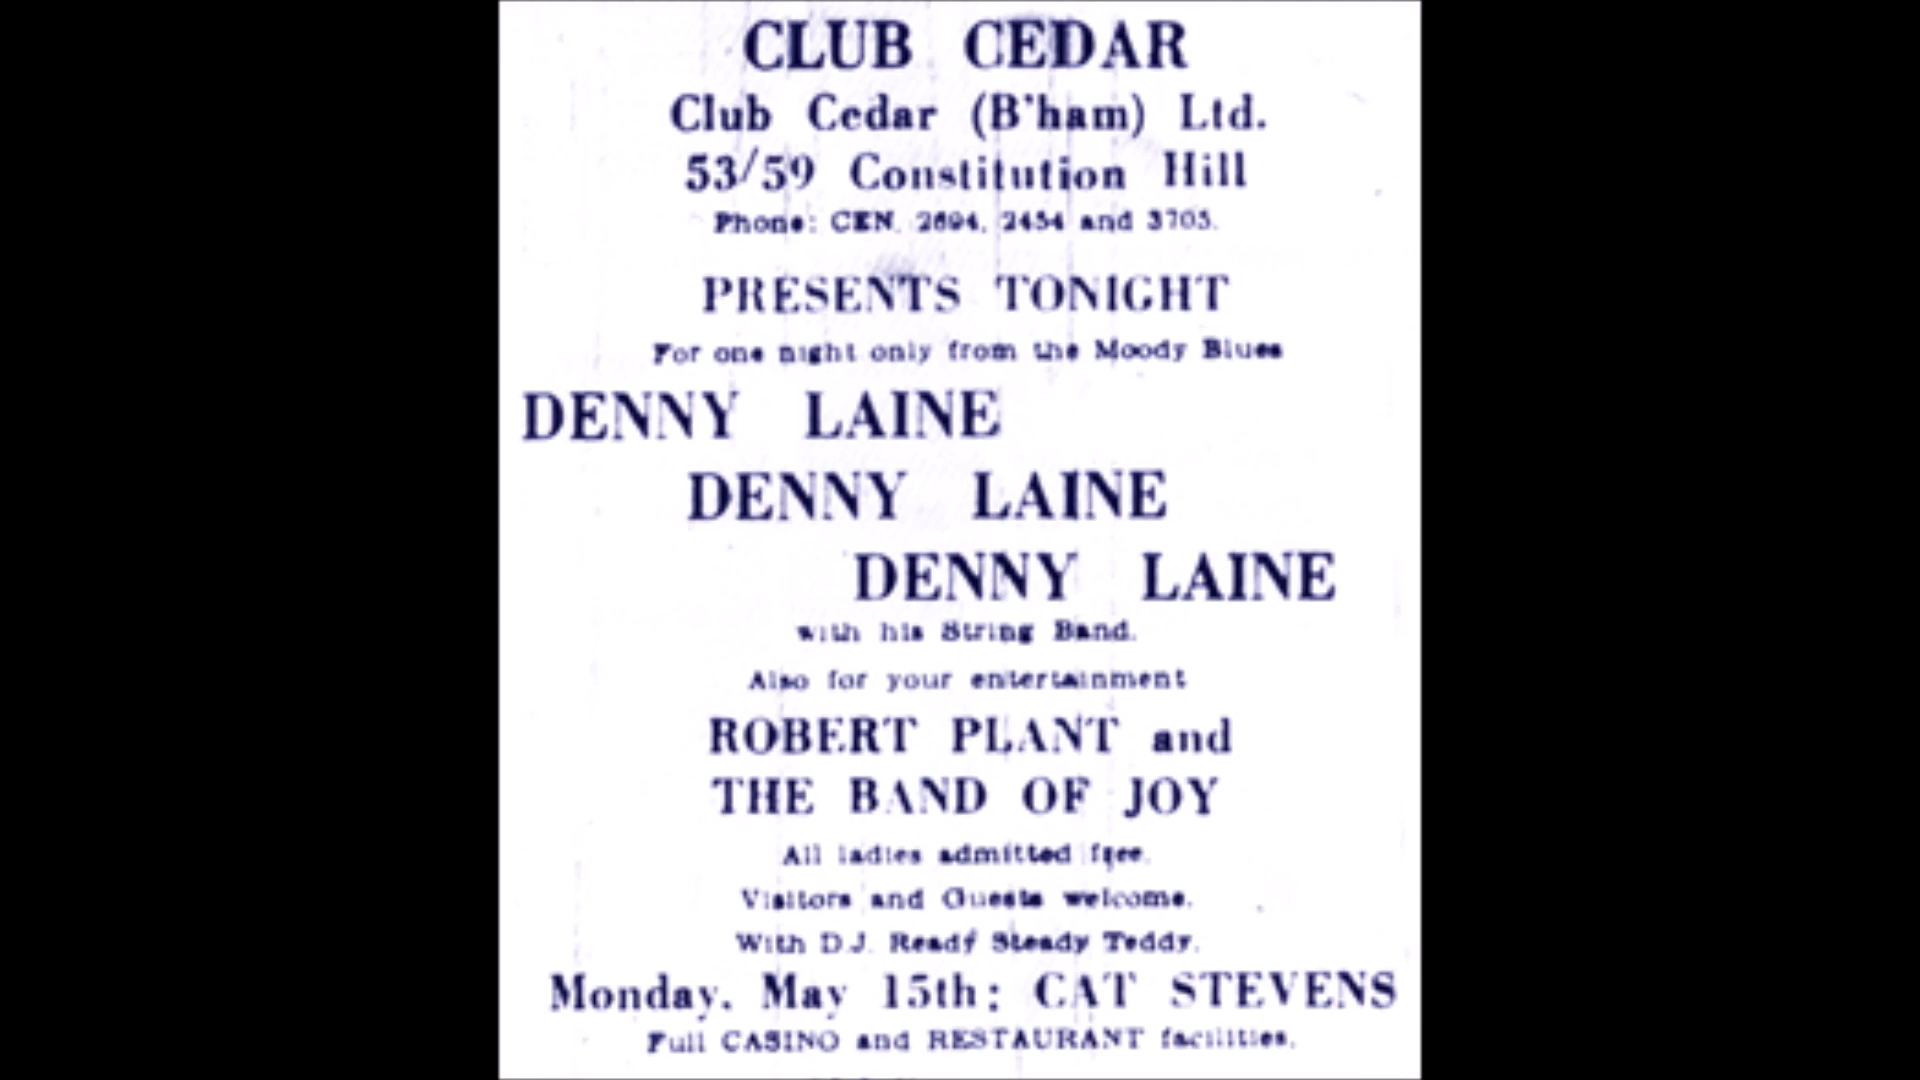 CLUB CEDAR
Club Cedar (B'ham) Ltd.
53/59 Constitution Hill
Phone: CEN. 2694, 2454 and 3705.
PRESENTS TONIGHT
For one night only from the Moody Blues
DENNY LAINE
DENNY LAINE
DENNY LAINE
with his String Band.
Also for your entertainment
ROBERT PLANT and
THE BAND OF JOY
All ladies admitted free.
Visitors and Guests welcome.
With D.J. Ready Steady Teddy.
Monday, May 15th: CAT STEVENS
Full CASINO and RESTAURANT facilities.